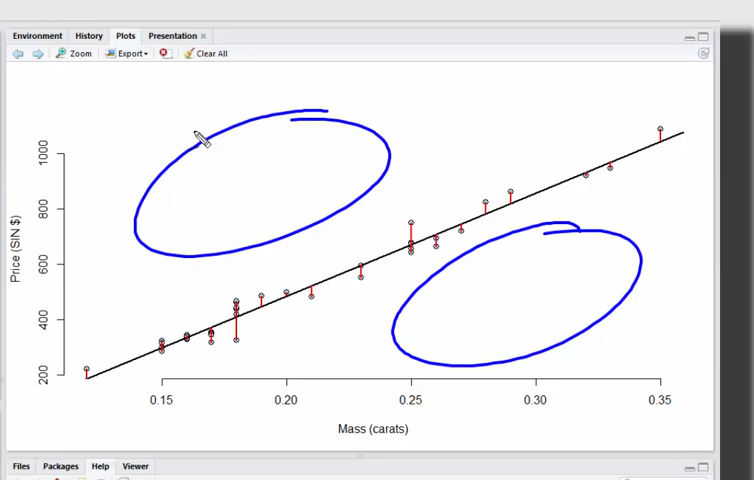 Environment History Plots Presentation
Zoom Export Clear All
Price (SIN $)
1000
800
600
400
200
0.15 0.20 0.25 0.30 0.35
Mass (carats)
Files Packages Help Viewer